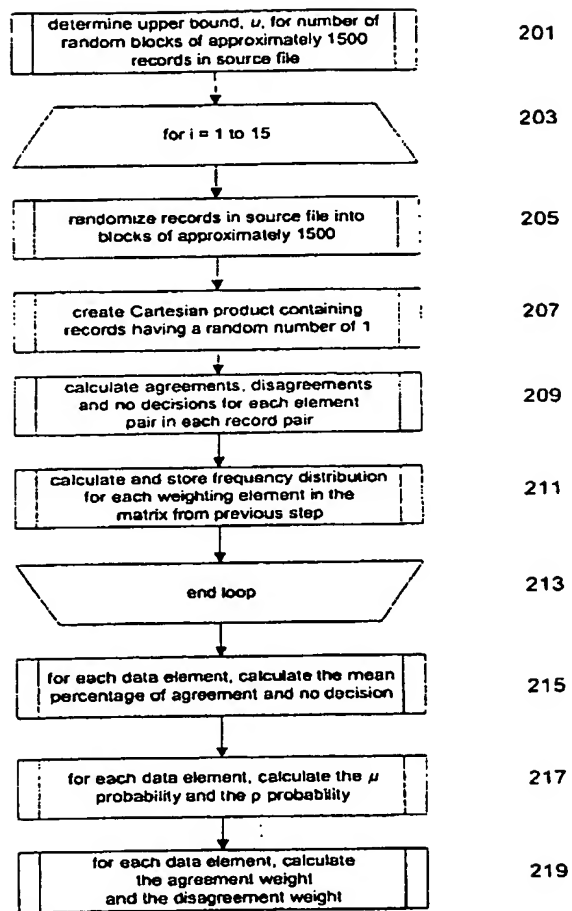 determine upper bound, u, for number of
random blocks of approximately 1500
records in source file
201
for i = 1 to 15
203
randomize records in source file into
blocks of approximately 1500
205
create Cartesian product containing
records having a random number of 1
207
calculate agreements, disagreements
and no decisions for each element
pair in each record pair
209
calculate and store frequency distribution
for each weighting element in the
matrix from previous step
211
end loop
213
for each data element, calculate the mean
percentage of agreement and no decision
215
for each data element, calculate the μ
probability and the p probability
217
for each data element, calculate
the agreement weight
and the disagreement weight
219